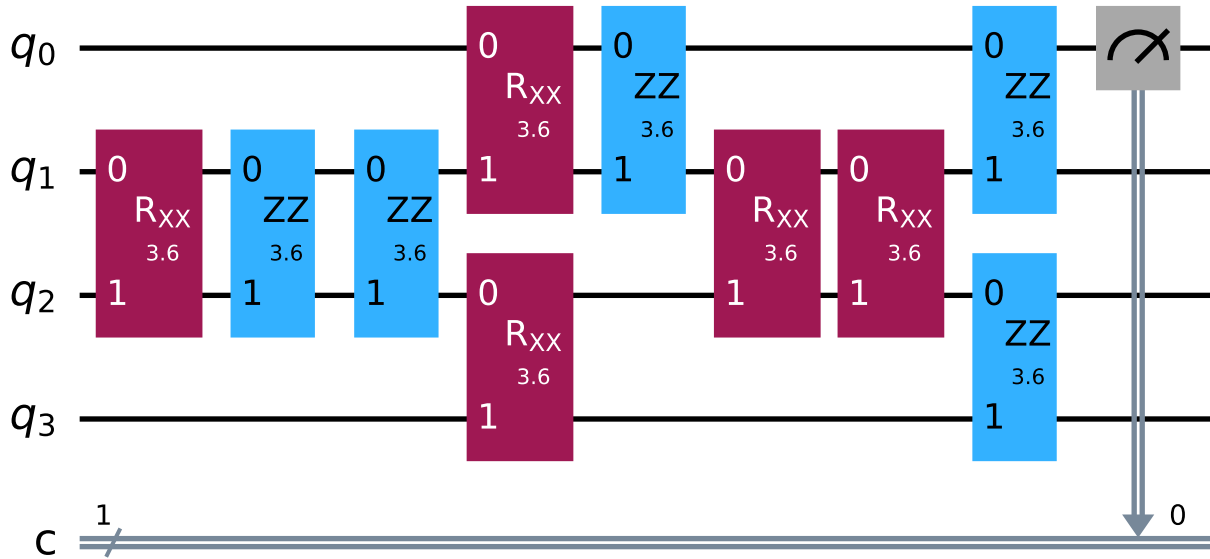 q0 0 0 0
RXX ZZ ZZ
3.6 3.6 3.6
q1 0 0 0 1 1 0 0 1
RXX ZZ ZZ RXX RXX
3.6 3.6 3.6 3.6 3.6
q2 1 1 1 0 1 1 0
RXX ZZ
3.6 3.6
q3 1 1
1 0
c